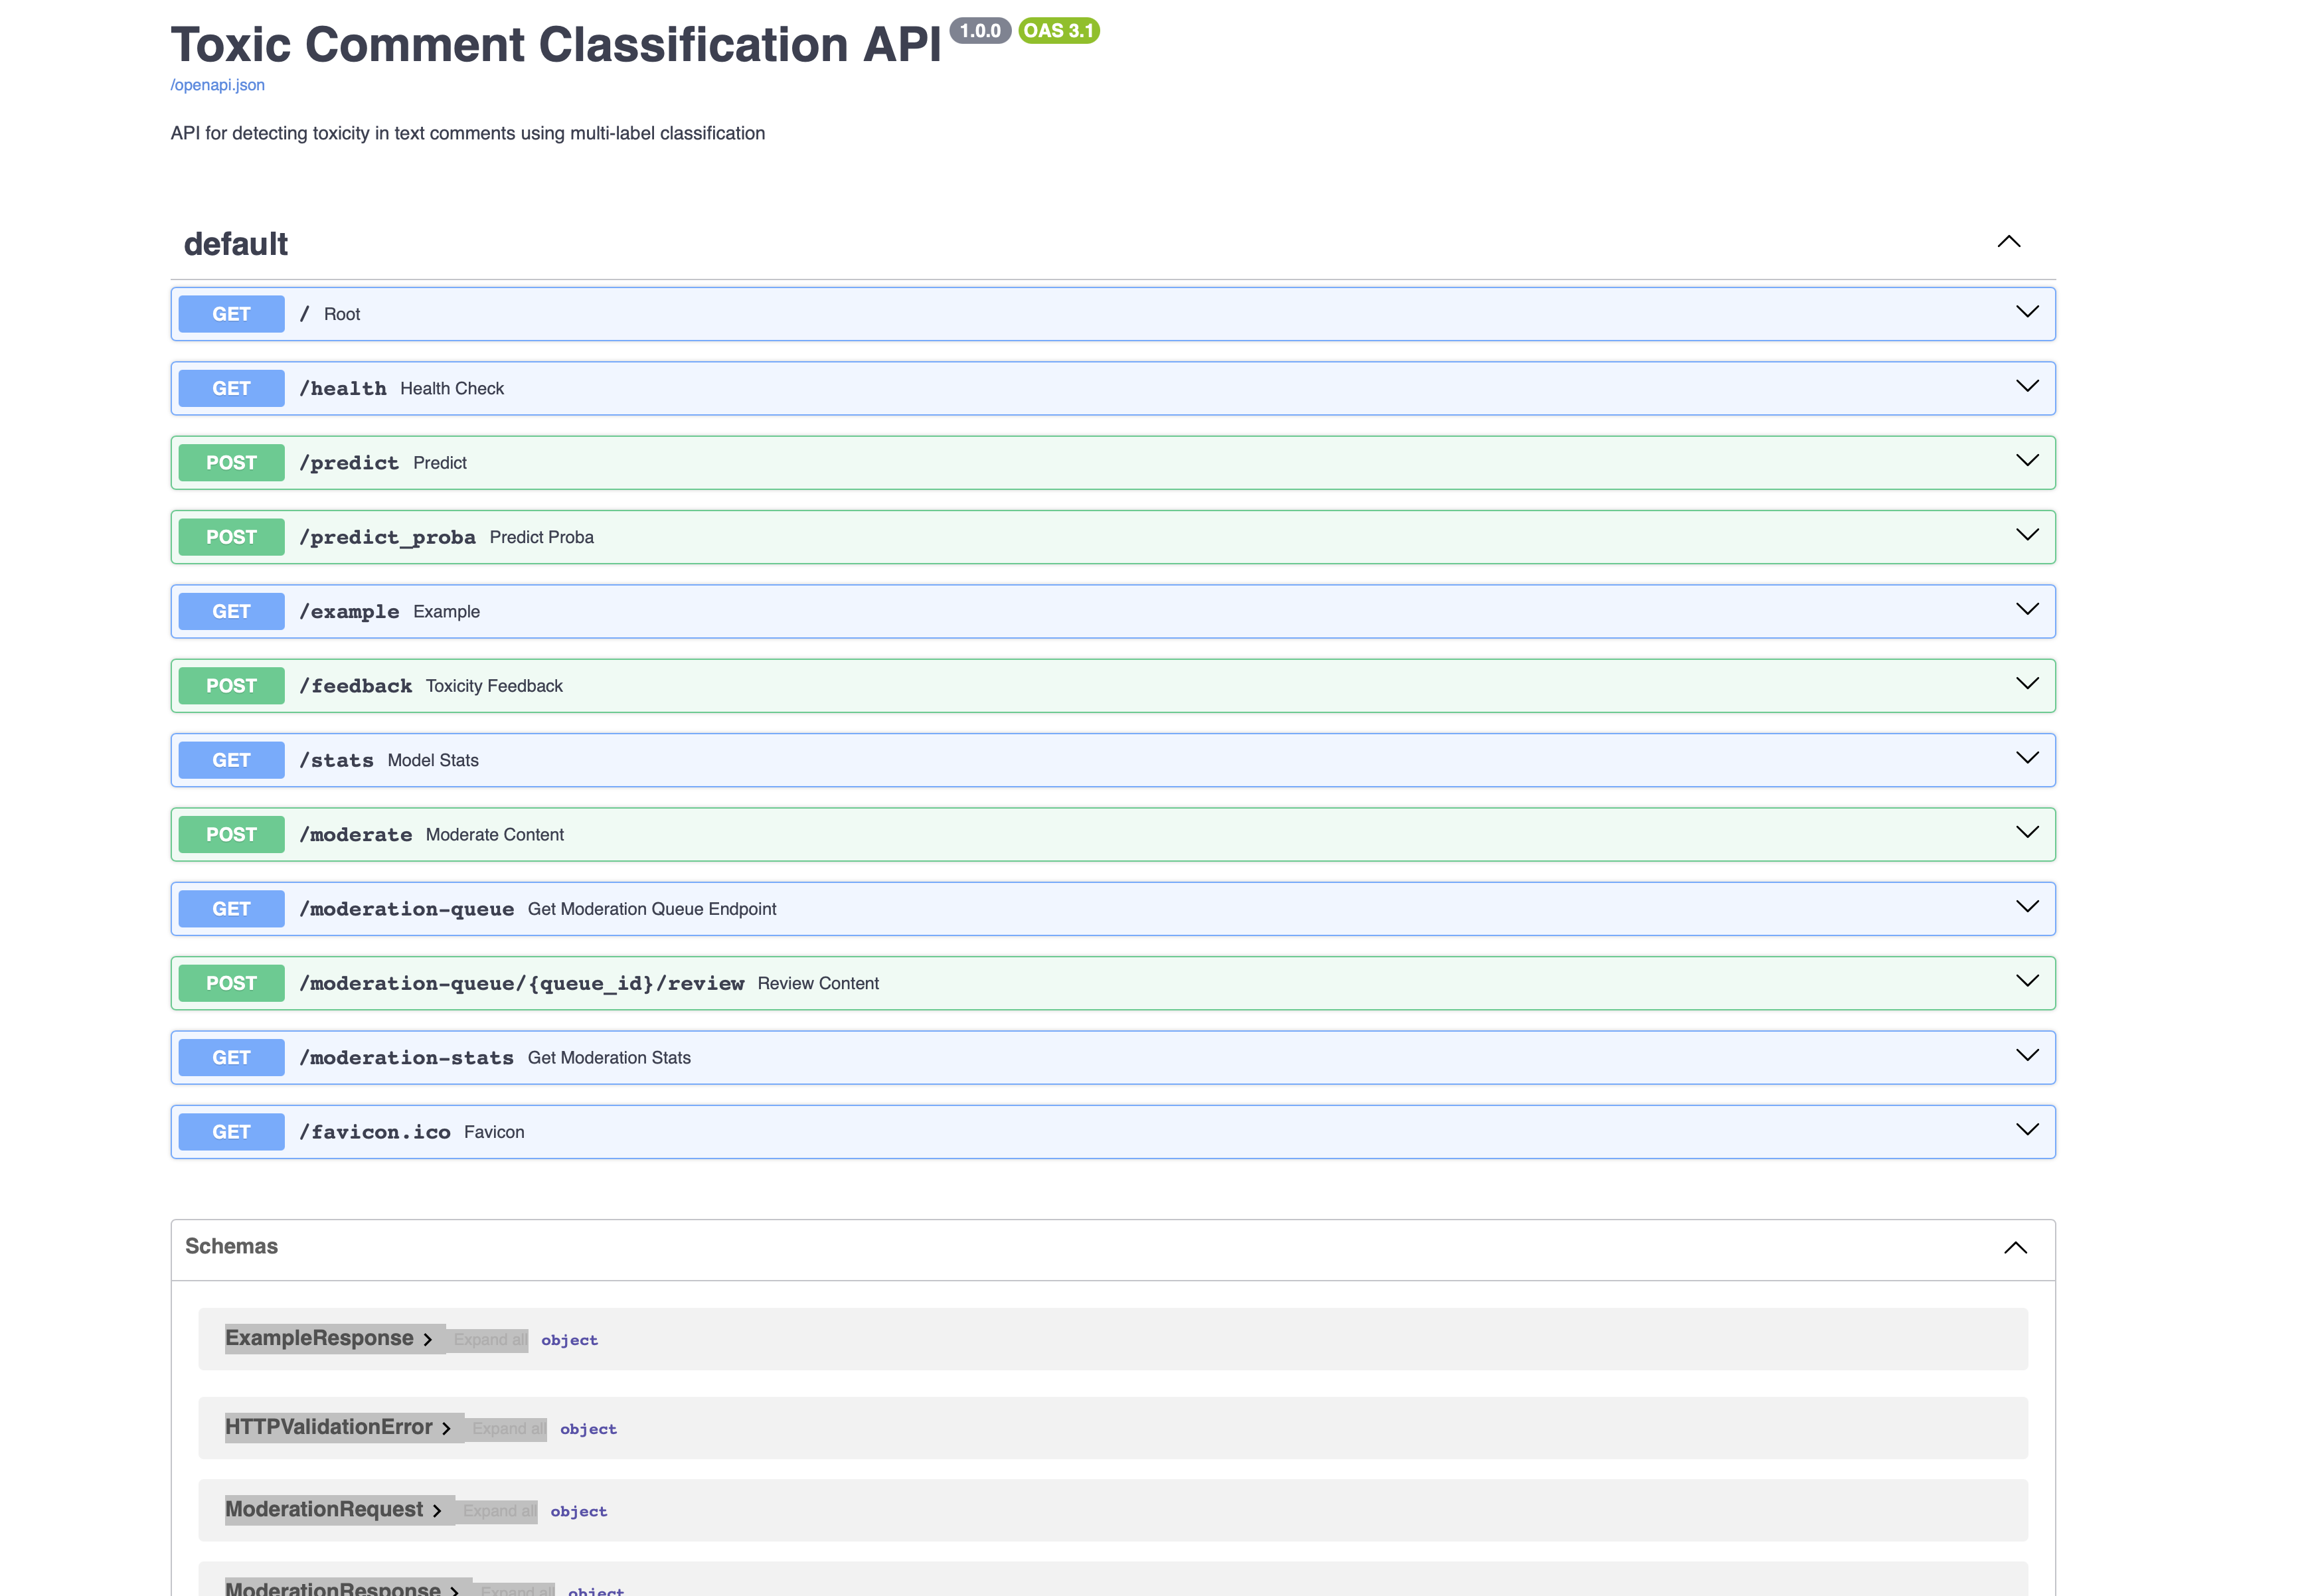 Toxic Comment Classification API 1.0.0 OAS 3.1
/openapi.json
API for detecting toxicity in text comments using multi-label classification
default
GET / Root
GET /health Health Check
POST /predict Predict
POST /predict_proba Predict Proba
GET /example Example
POST /feedback Toxicity Feedback
GET /stats Model Stats
POST /moderate Moderate Content
GET /moderation-queue Get Moderation Queue Endpoint
POST /moderation-queue/{queue_id}/review Review Content
GET /moderation-stats Get Moderation Stats
GET /favicon.ico Favicon
Schemas
ExampleResponse Expand all object
HTTPValidationError Expand all object
ModerationRequest Expand all object
ModerationResponse Expand all object